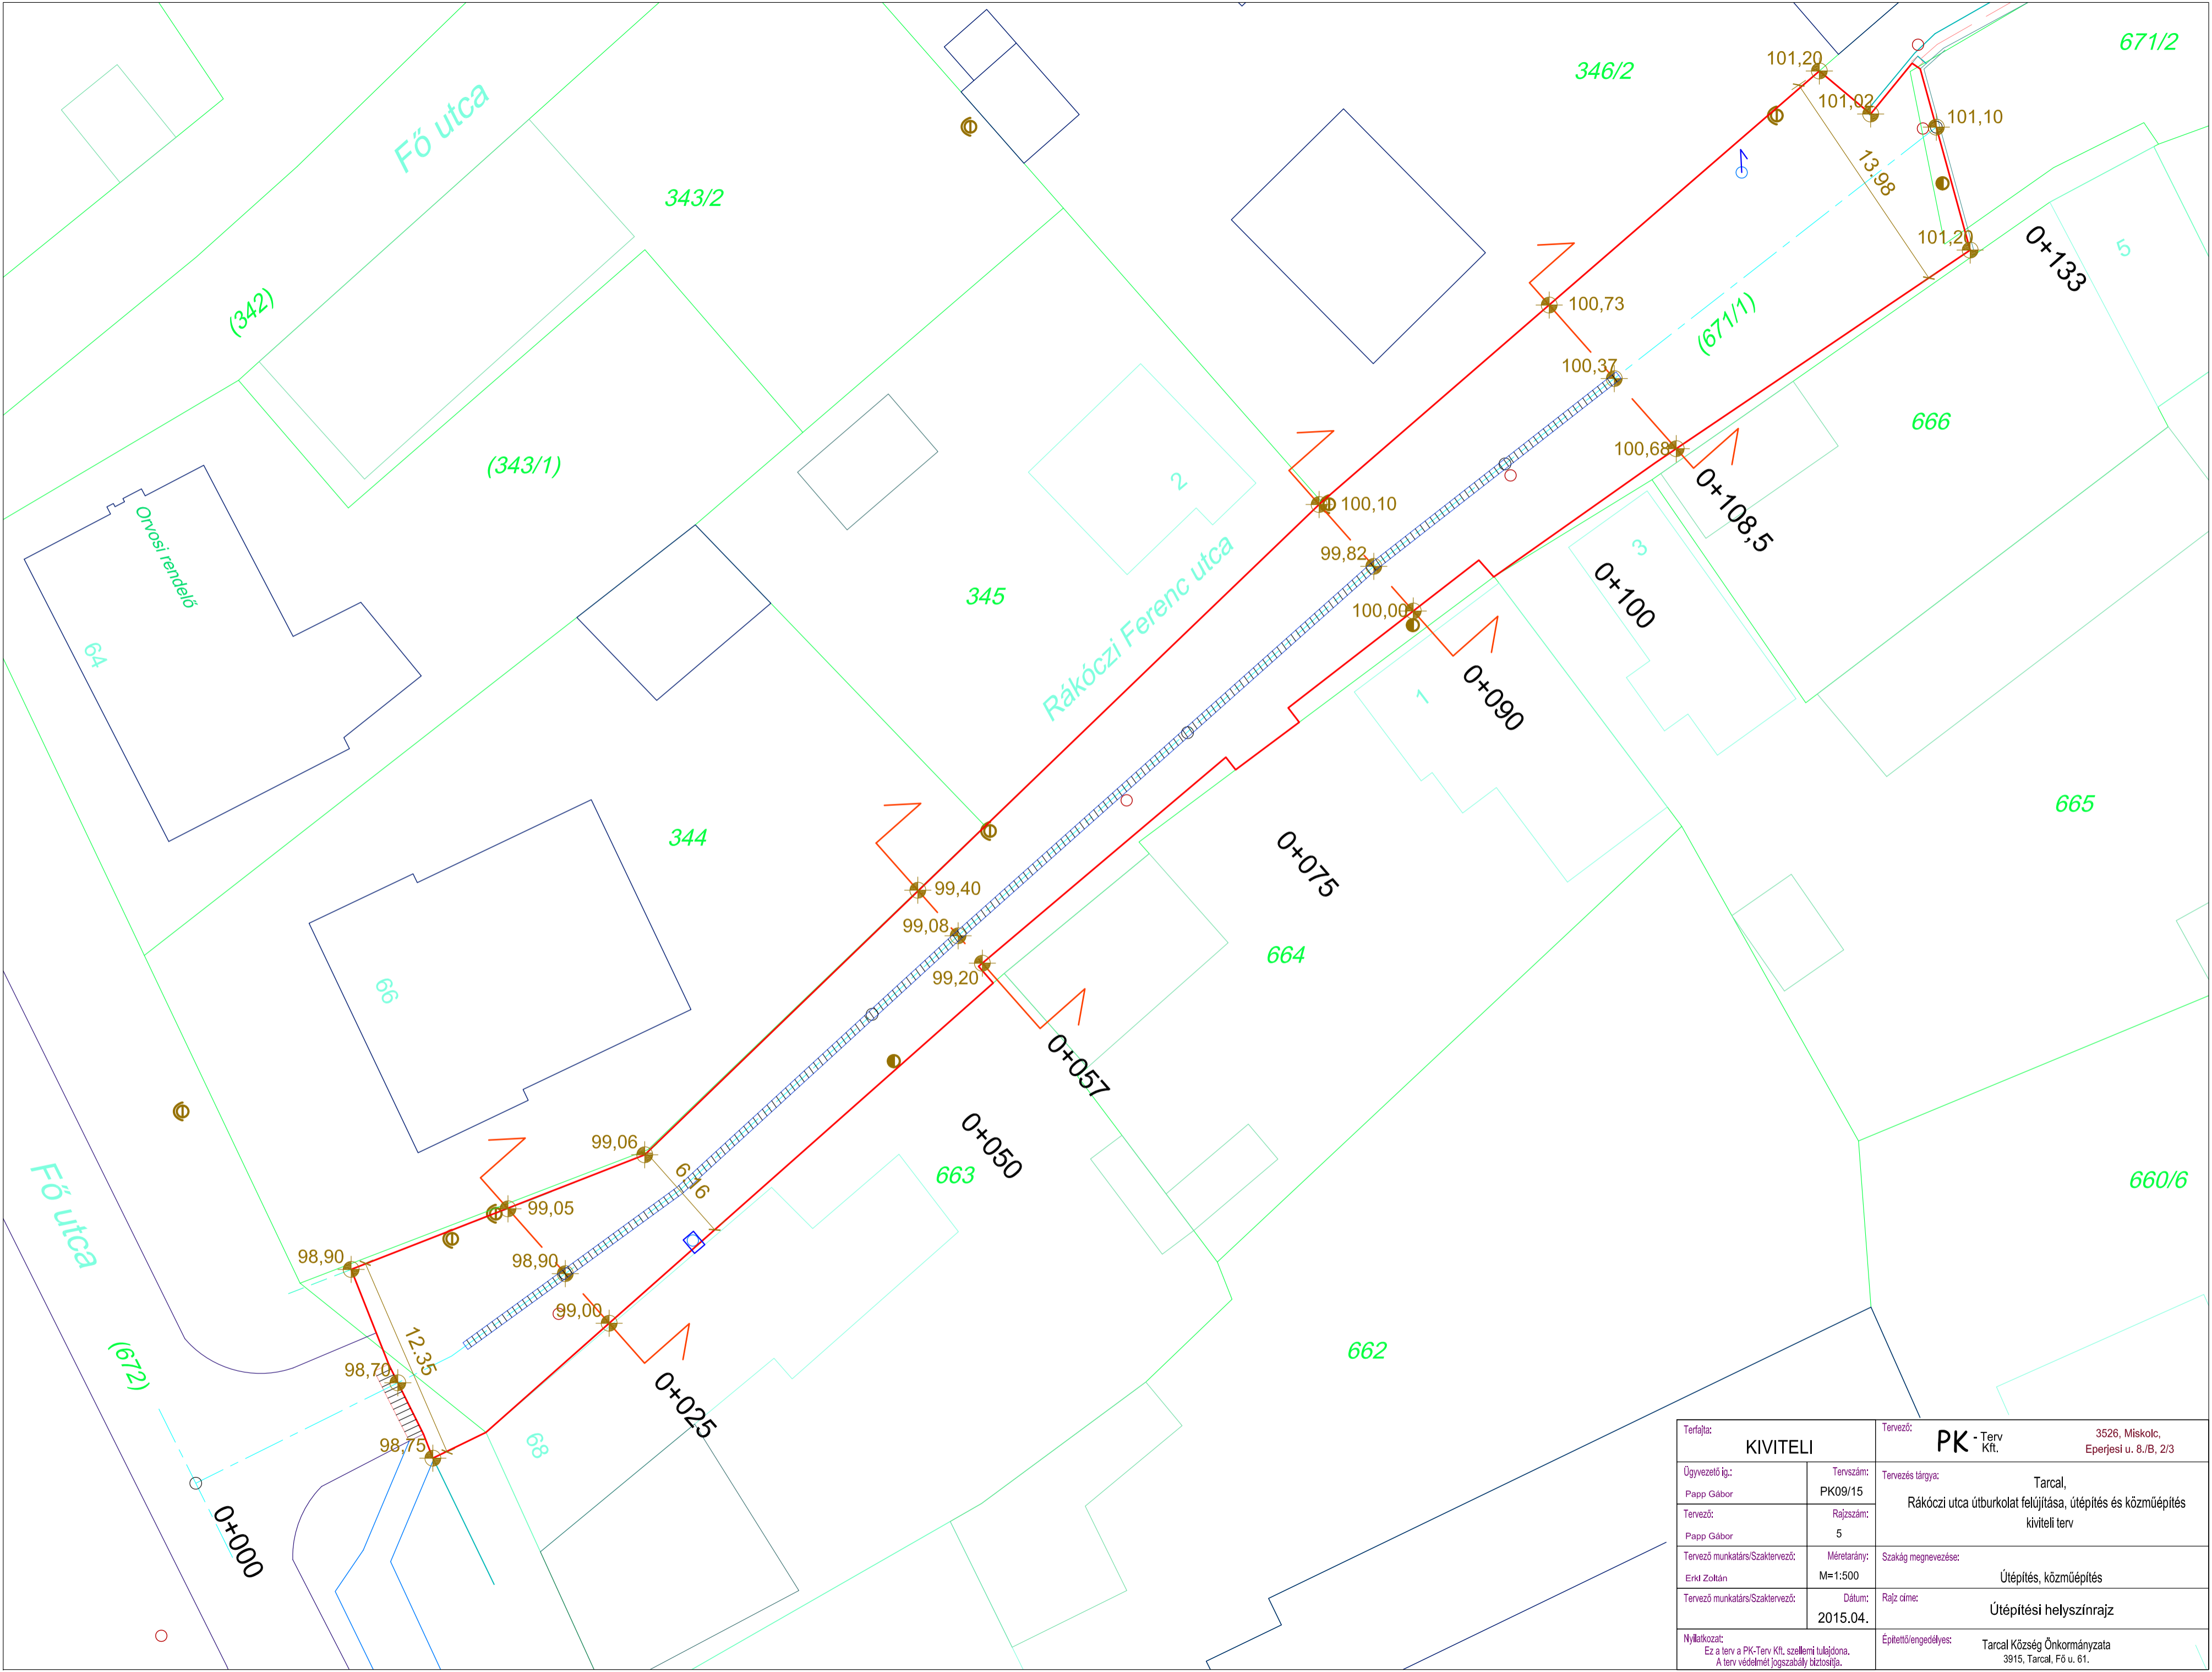 671/2
346/2
101,20
101,02
101,10
Fő utca
343/2
13.98
101,20
0+133
5
(342)
100,73
(671/1)
100,37
666
(343/1)
100,68
2
0+108,5
Orvosi rendelő
100,10
99,82
3
0+100
345
Rákóczi Ferenc utca
100,00
64
1
0+090
665
344
0+075
99,40
99,08
664
99,20
66
0+057
0+050
99,06
663
660/6
Fő utca
99,05
98,90
98,90
99,00
12.35
662
(672)
98,70
0+025
98,75
68
0+000
Terfajta:
KIVITELI
Tervező:
PK - Terv Kft.
3526, Miskolc,
Eperjesi u. 8./B, 2/3
Ügyvezető ig.:
Papp Gábor
Tervszám:
PK09/15
Tervezés tárgya:
Tarcal,
Rákóczi utca útburkolat felújítása, útépítés és közműépítés
kiviteli terv
Tervező:
Papp Gábor
Rajzszám:
5
Tervező munkatárs/Szaktervező:
Erkl Zoltán
Méretarány:
M=1:500
Szakág megnevezése:
Útépítés, közműépítés
Tervező munkatárs/Szaktervező:
Dátum:
2015.04.
Rajz címe:
Útépítési helyszínrajz
Nyilatkozat:
Ez a terv a PK-Terv Kft. szellemi tulajdona.
A terv védelmét jogszabály biztosítja.
Építettő/engedélyes:
Tarcal Község Önkormányzata
3915, Tarcal, Fő u. 61.